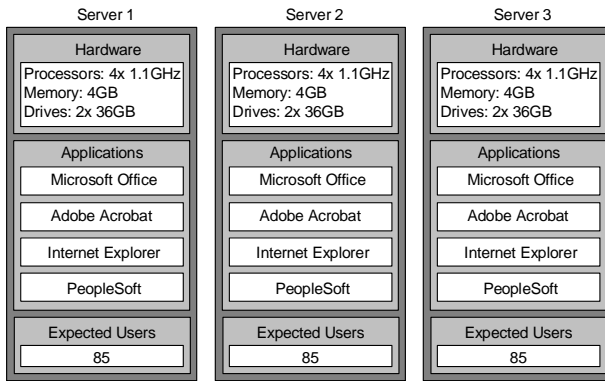 Server 1
Hardware
Processors: 4x 1.1GHz
Memory: 4GB
Drives: 2x 36GB
Applications
Microsoft Office
Adobe Acrobat
Internet Explorer
PeopleSoft
Expected Users
85
Server 2
Hardware
Processors: 4x 1.1GHz
Memory: 4GB
Drives: 2x 36GB
Applications
Microsoft Office
Adobe Acrobat
Internet Explorer
PeopleSoft
Expected Users
85
Server 3
Hardware
Processors: 4x 1.1GHz
Memory: 4GB
Drives: 2x 36GB
Applications
Microsoft Office
Adobe Acrobat
Internet Explorer
PeopleSoft
Expected Users
85